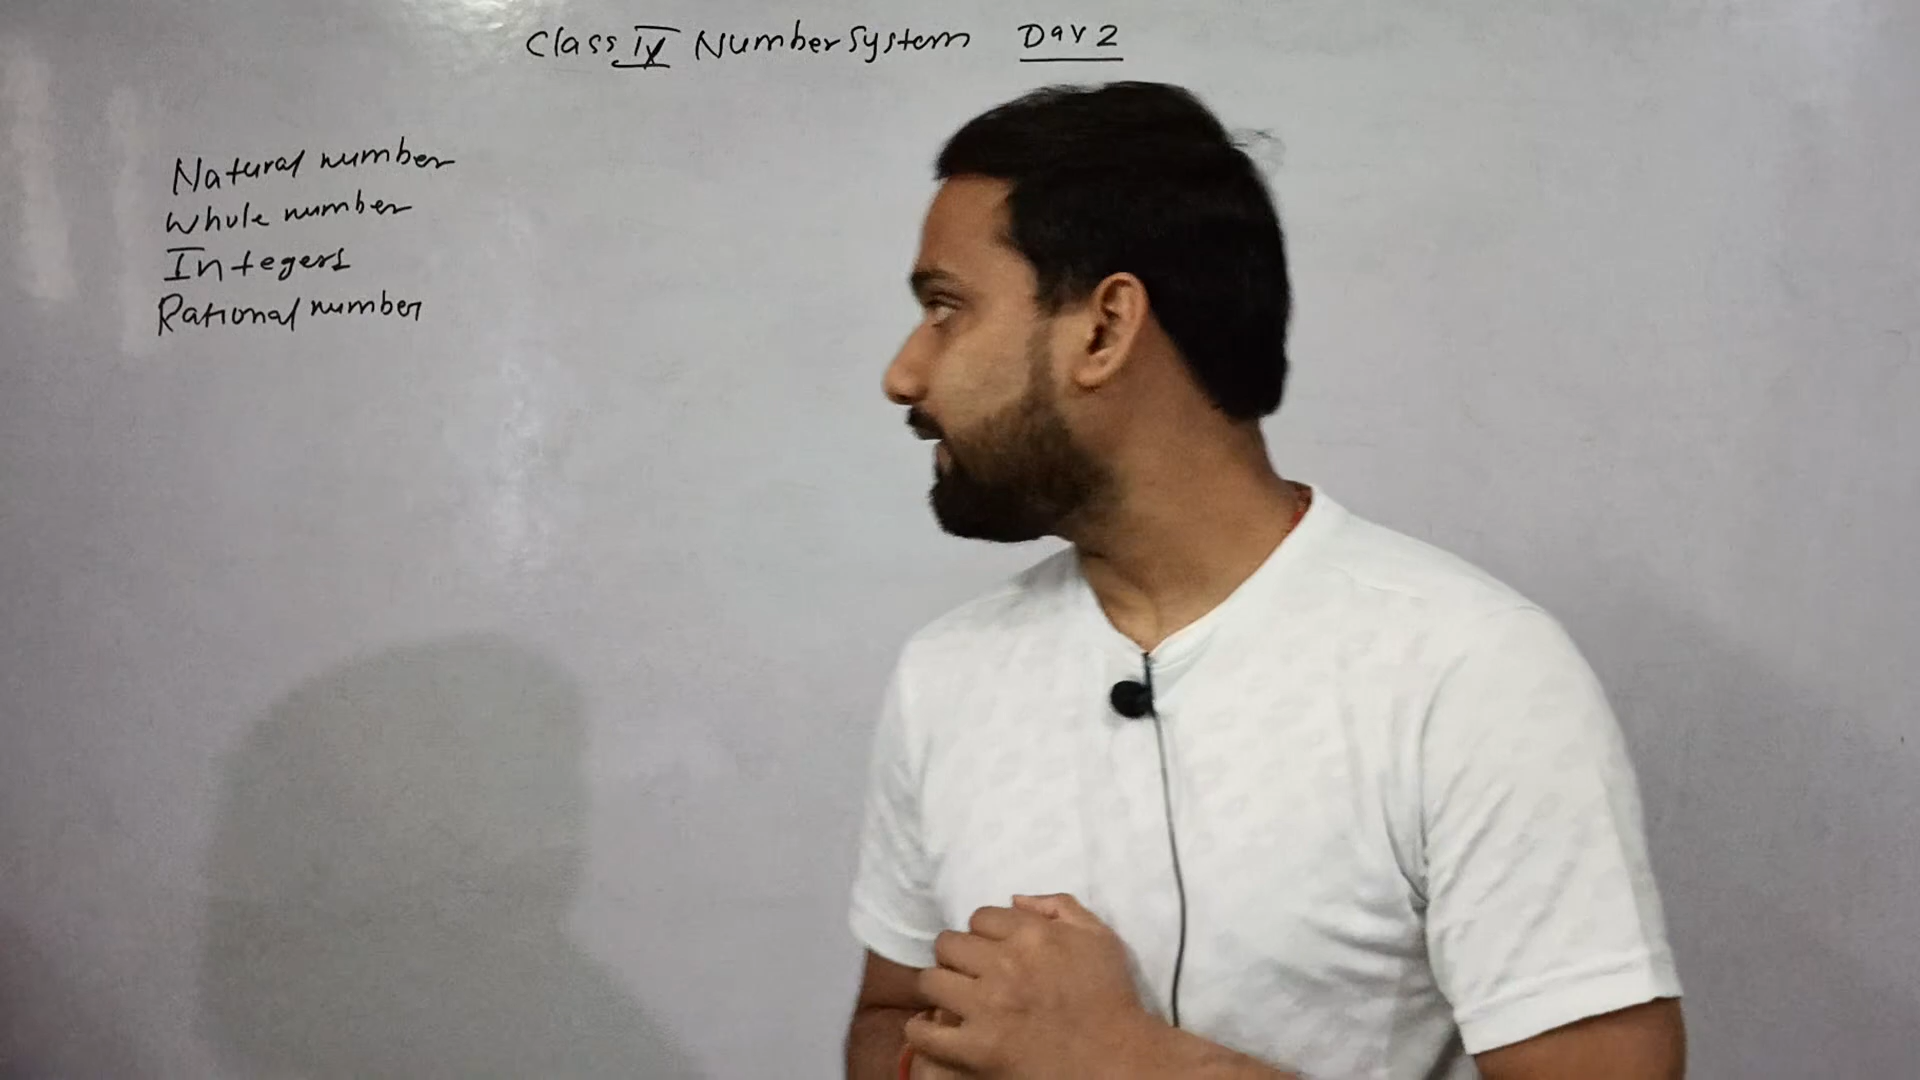 Class IX Number System Day 2
Natural number
Whole number
Integers
Rational number